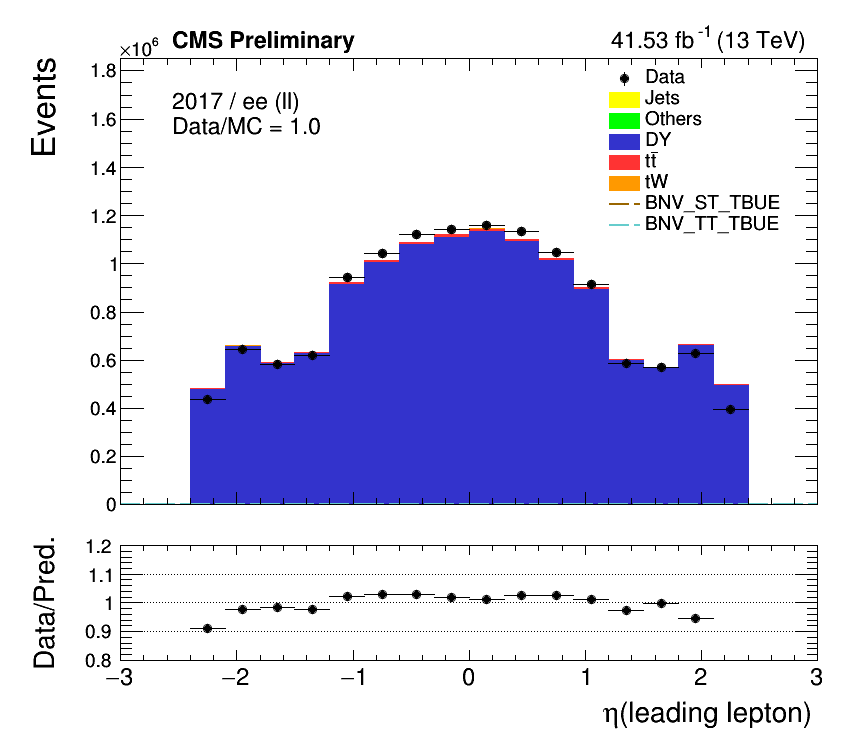 ×10⁶ CMS Preliminary 41.53 fb⁻¹ (13 TeV)
Events
2017 / ee (ll)
Data/MC = 1.0
Data
Jets
Others
DY
tt̄
tW
BNV_ST_TBUE
BNV_TT_TBUE
1.8
1.6
1.4
1.2
1
0.8
0.6
0.4
0.2
0
Data/Pred.
1.2
1.1
1
0.9
0.8
−3 −2 −1 0 1 2 3
η(leading lepton)